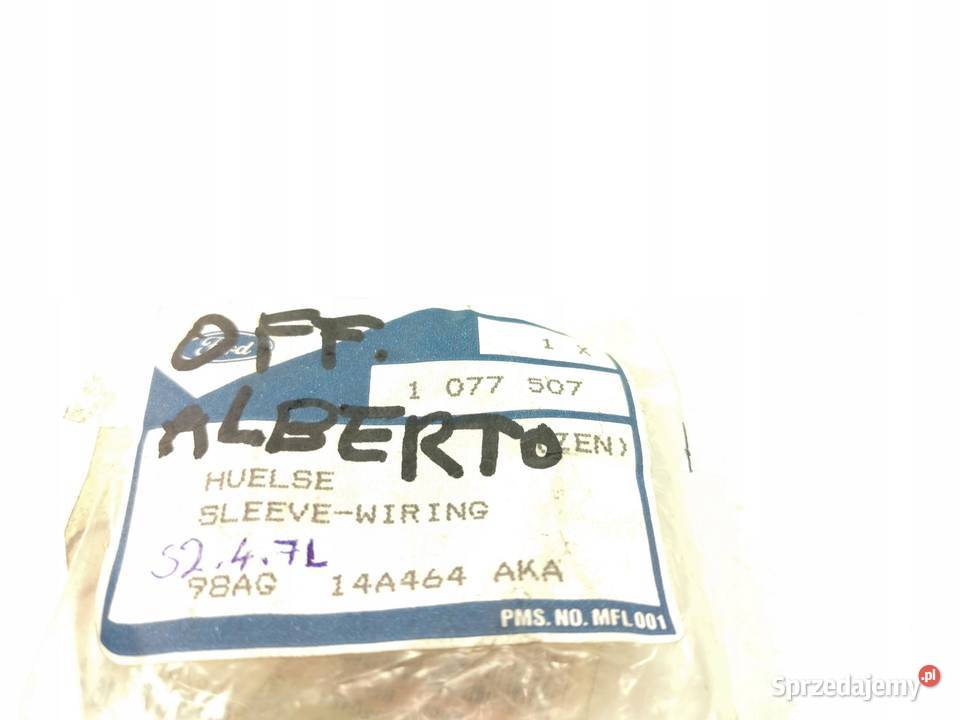 OFF.
Ford
1 x
1 077 507
ALBERTO
(ZEN)
HUELSE
SLEEVE-WIRING
S2.4.7L
98AG 14A464 AKA
PMS. NO. MFL001
Sprzedajemy.pl